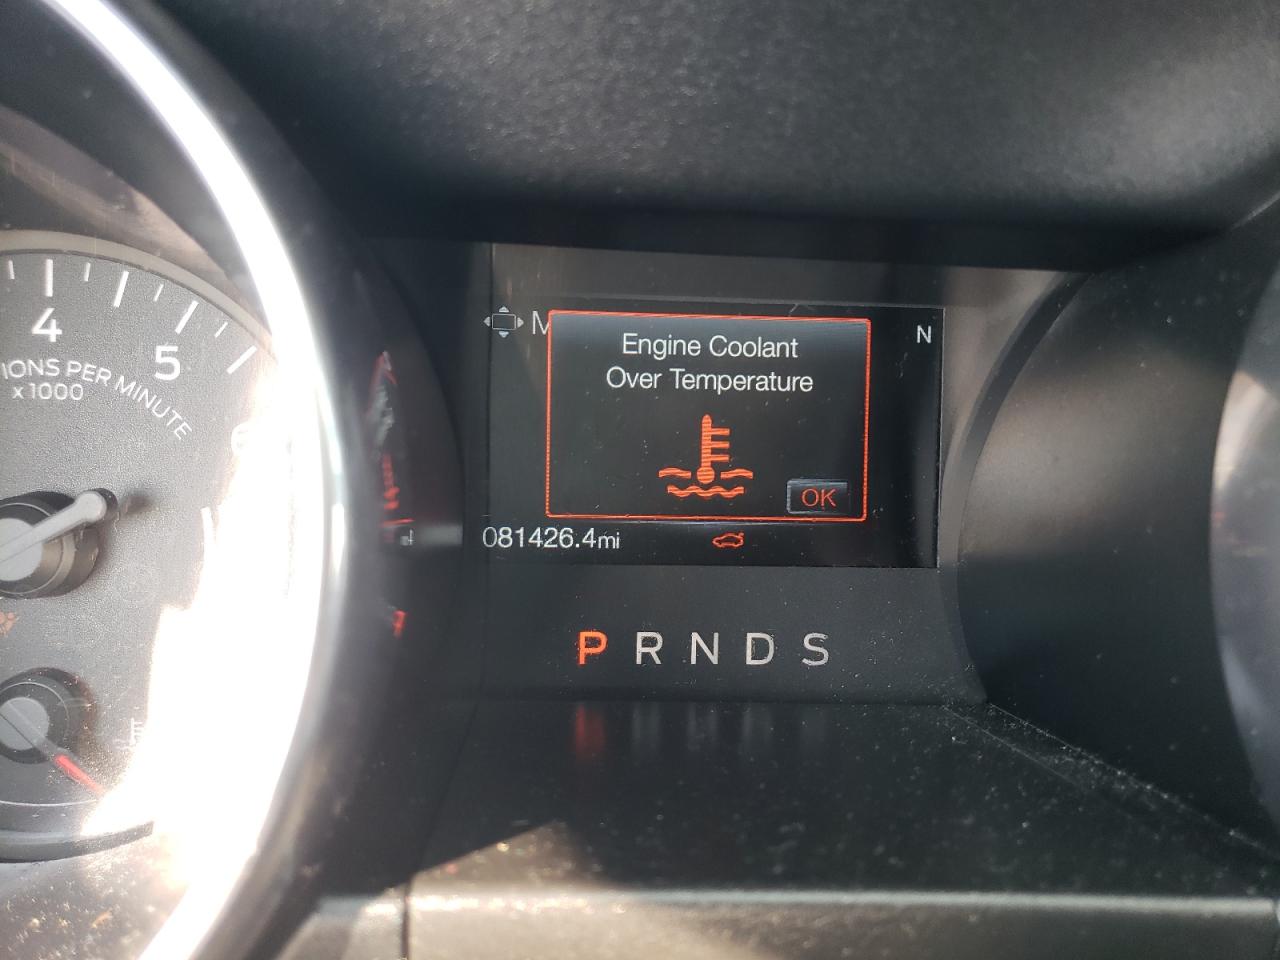 4
5
IONS PER MINUTE
x1000
M
N
Engine Coolant
Over Temperature
OK
081426.4mi
P R N D S